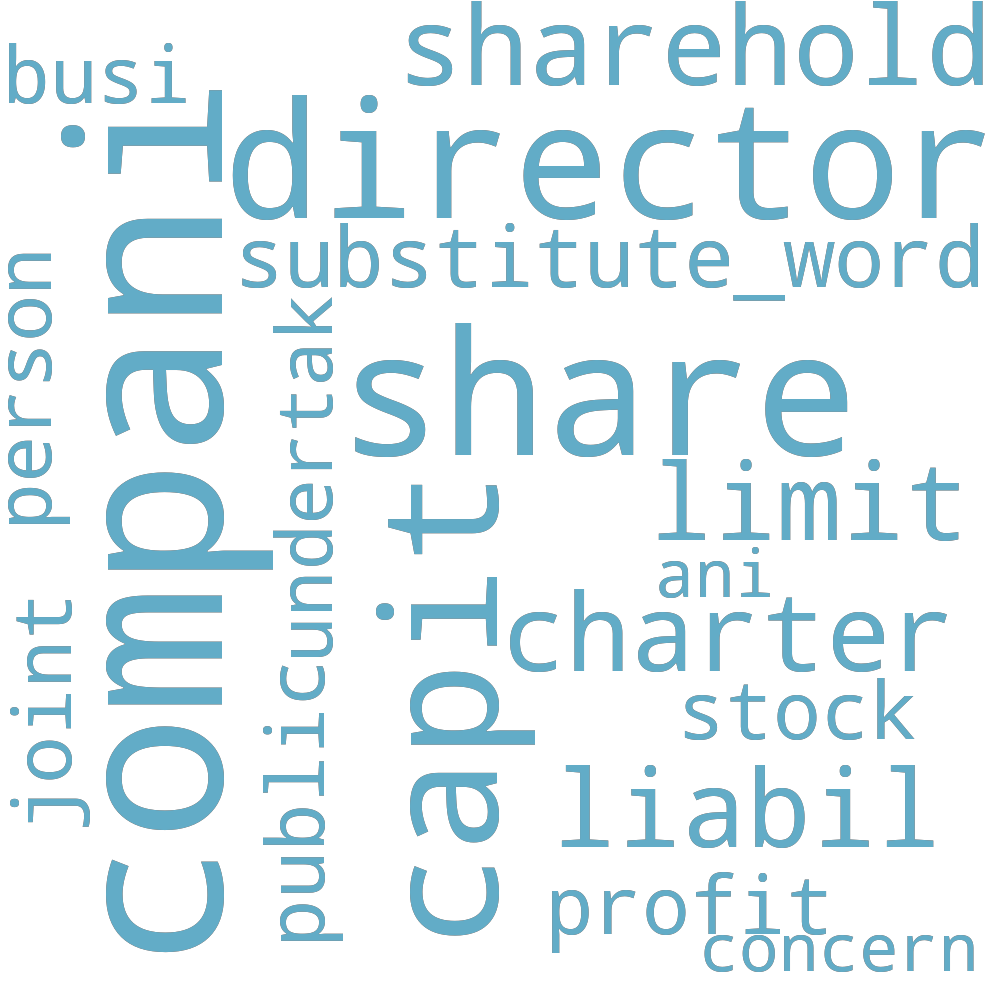 sharehold
busi
director
compani
substitute_word
person
undertak
share
limit
capit
ani
charter
joint
stock
public
liabil
profit
concern